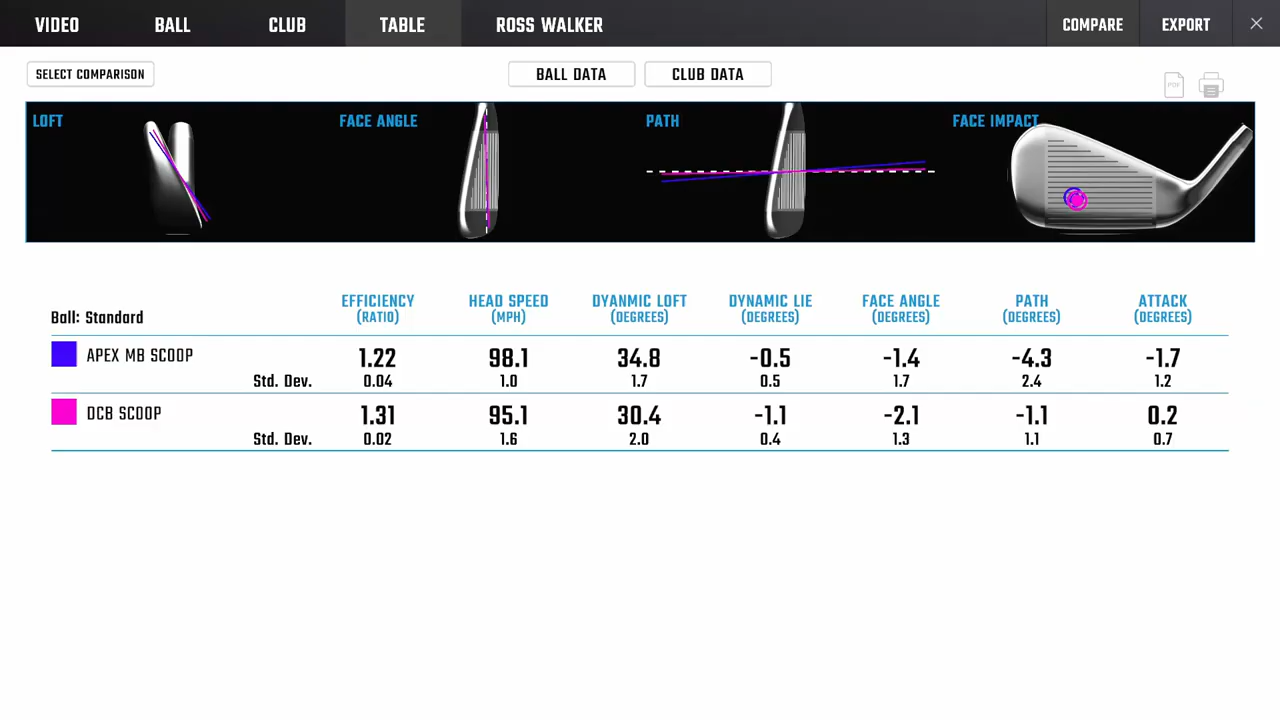 VIDEO BALL CLUB TABLE ROSS WALKER COMPARE EXPORT
SELECT COMPARISON BALL DATA CLUB DATA
PDF
LOFT FACE ANGLE PATH FACE IMPACT
EFFICIENCY HEAD SPEED DYANMIC LOFT DYNAMIC LIE FACE ANGLE PATH ATTACK
Ball: Standard (RATIO) (MPH) (DEGREES) (DEGREES) (DEGREES) (DEGREES) (DEGREES)
APEX MB SCOOP 1.22 98.1 34.8 -0.5 -1.4 -4.3 -1.7
Std. Dev. 0.04 1.0 1.7 0.5 1.7 2.4 1.2
DCB SCOOP 1.31 95.1 30.4 -1.1 -2.1 -1.1 0.2
Std. Dev. 0.02 1.6 2.0 0.4 1.3 1.1 0.7